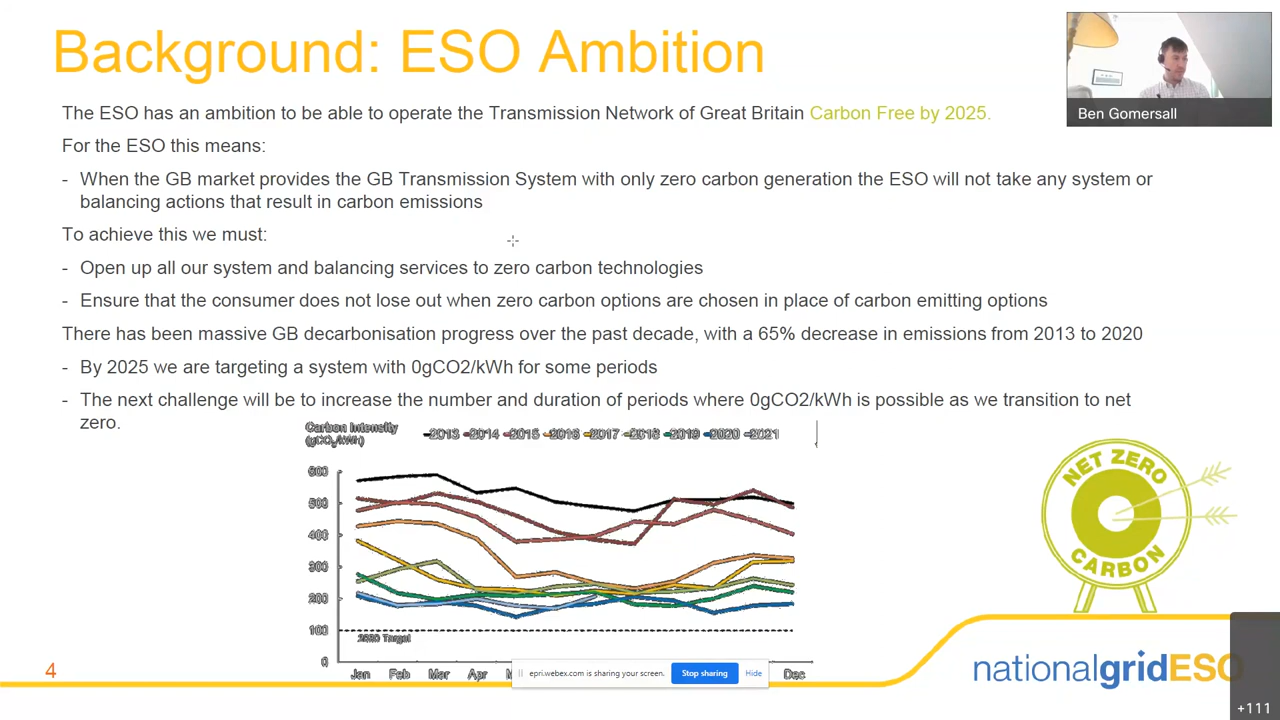 Background: ESO Ambition
Ben Gomersall
The ESO has an ambition to be able to operate the Transmission Network of Great Britain Carbon Free by 2025.
For the ESO this means:
- When the GB market provides the GB Transmission System with only zero carbon generation the ESO will not take any system or
balancing actions that result in carbon emissions
To achieve this we must:
- Open up all our system and balancing services to zero carbon technologies
- Ensure that the consumer does not lose out when zero carbon options are chosen in place of carbon emitting options
There has been massive GB decarbonisation progress over the past decade, with a 65% decrease in emissions from 2013 to 2020
- By 2025 we are targeting a system with 0gCO2/kWh for some periods
- The next challenge will be to increase the number and duration of periods where 0gCO2/kWh is possible as we transition to net
zero.
Carbon Intensity
(gCO2/kWh)
2013 2014 2015 2016 2017 2018 2019 2020 2021
600
500
400
300
200
100
0
2030 Target
Jan Feb Mar Apr Dec
NET ZERO
CARBON
epri.webex.com is sharing your screen. Stop sharing Hide
4
nationalgridESO
+111